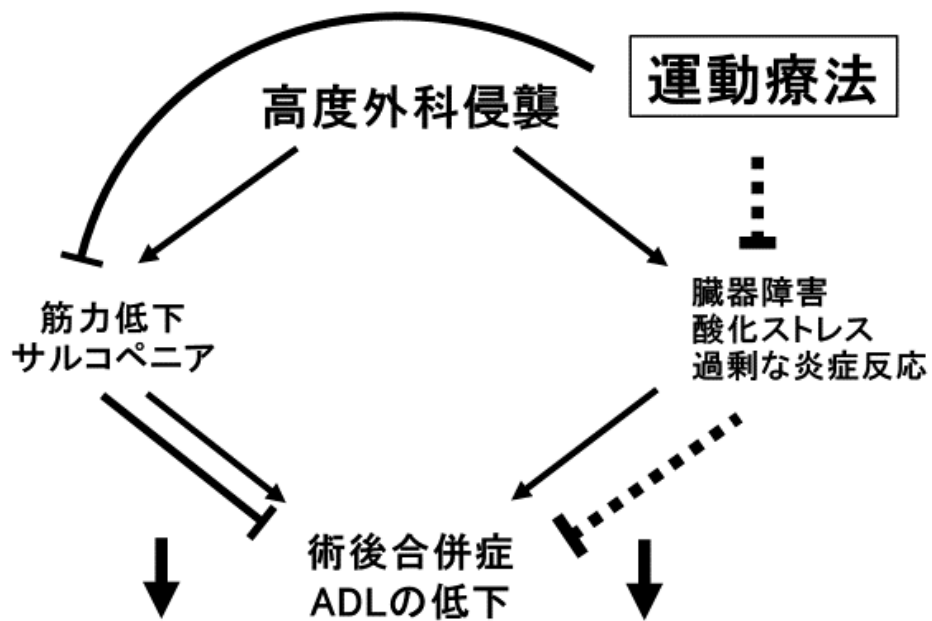 運動療法
高度外科侵襲
筋力低下
サルコペニア
臓器障害
酸化ストレス
過剰な炎症反応
術後合併症
ADLの低下